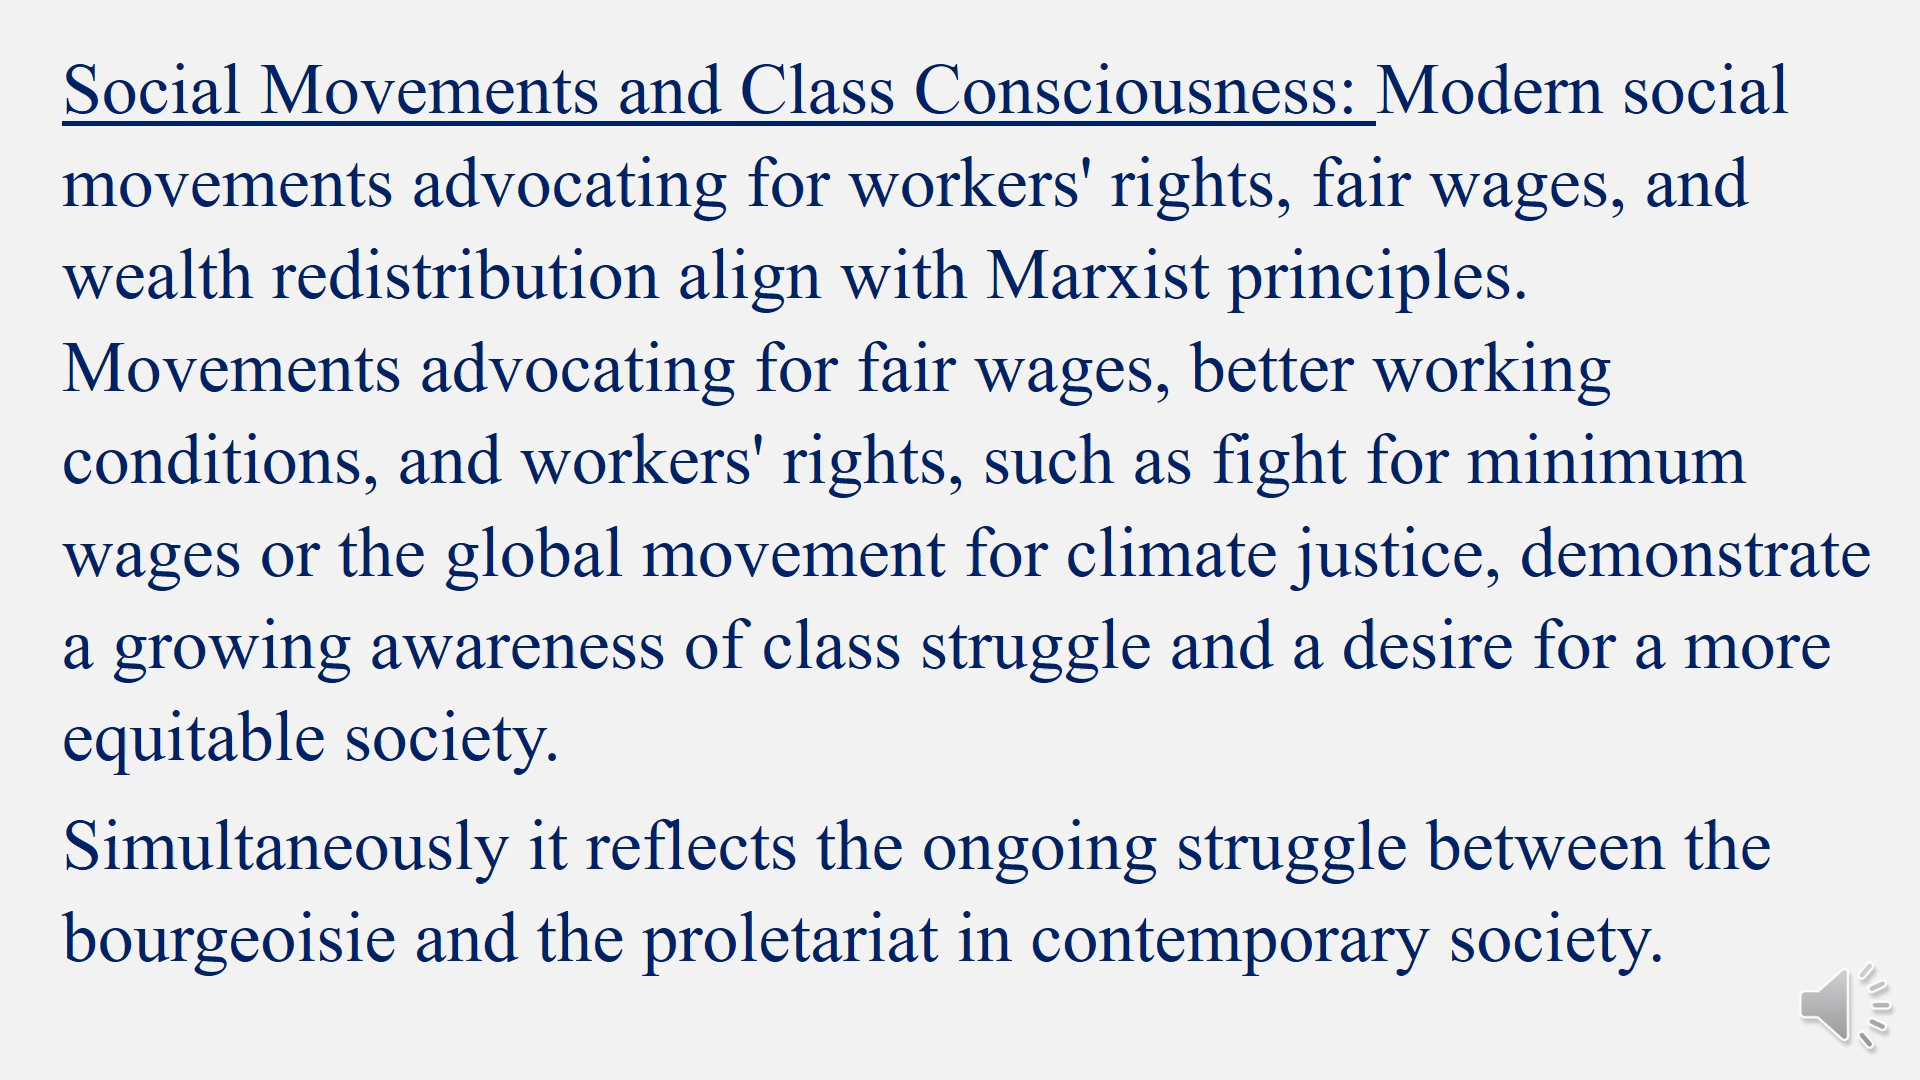 Social Movements and Class Consciousness: Modern social
movements advocating for workers' rights, fair wages, and
wealth redistribution align with Marxist principles.
Movements advocating for fair wages, better working
conditions, and workers' rights, such as fight for minimum
wages or the global movement for climate justice, demonstrate
a growing awareness of class struggle and a desire for a more
equitable society.
Simultaneously it reflects the ongoing struggle between the
bourgeoisie and the proletariat in contemporary society.